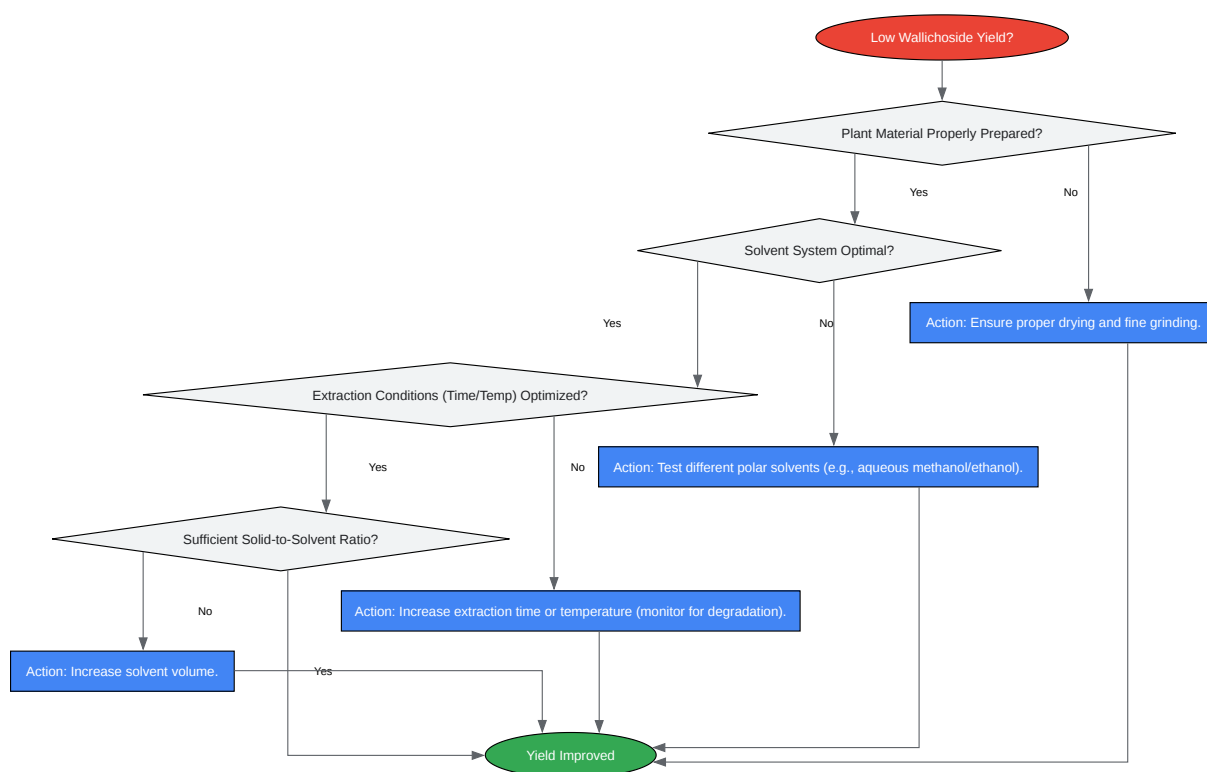 Low Wallichoside Yield?
Plant Material Properly Prepared?
Yes
No
Solvent System Optimal?
Yes
No
Action: Ensure proper drying and fine grinding.
Extraction Conditions (Time/Temp) Optimized?
Yes
No
Action: Test different polar solvents (e.g., aqueous methanol/ethanol).
Sufficient Solid-to-Solvent Ratio?
No
Action: Increase extraction time or temperature (monitor for degradation).
Action: Increase solvent volume.
Yes
Yield Improved